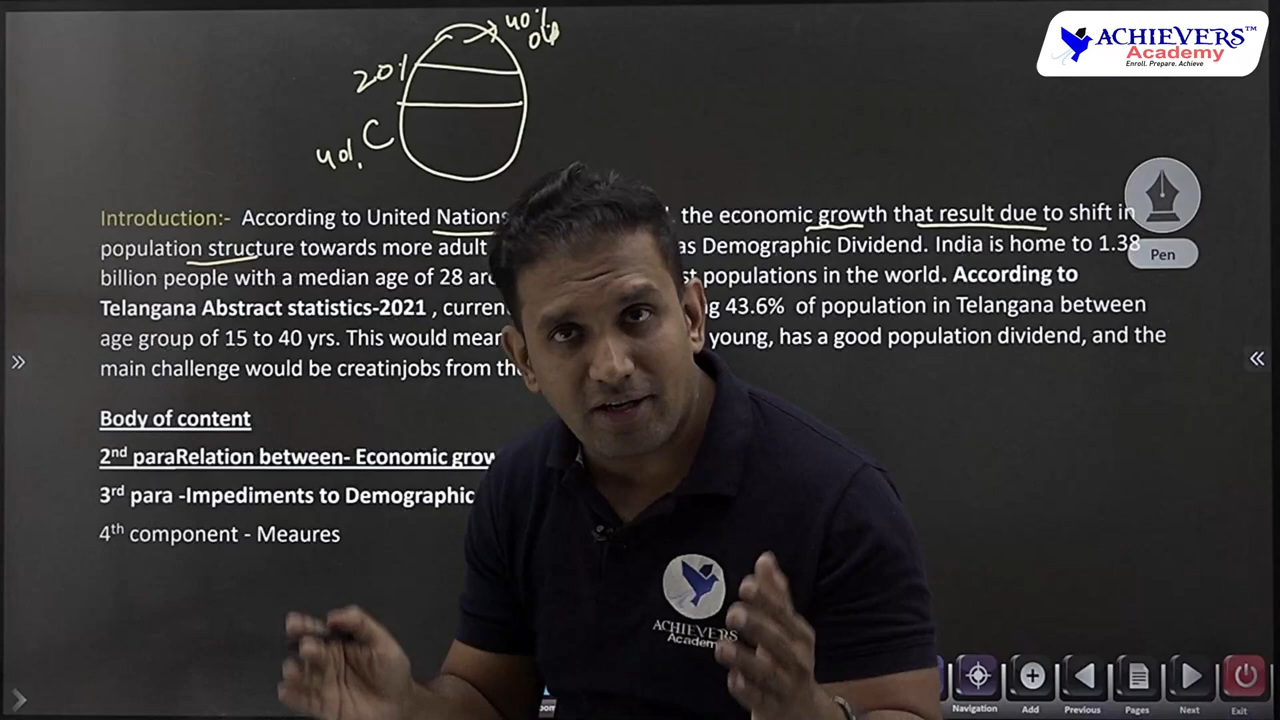 40%
20%
C
40%
ACHIEVERS™
Academy
Enroll. Prepare. Achieve
Introduction:- According to United Nations , the economic growth that result due to shift in
population structure towards more adult as Demographic Dividend. India is home to 1.38
billion people with a median age of 28 populations in the world. According to
Telangana Abstract statistics-2021 , 43.6% of population in Telangana between
age group of 15 to 40 yrs. This would young, has a good population dividend, and the
main challenge would be creatinjobs from
Pen
Body of content
2nd paraRelation between- Economic
3rd para -Impediments to Demographic
4th component - Meaures
ACHIEVERS
Academy
Navigation
Add
Previous
Pages
Next
Exit